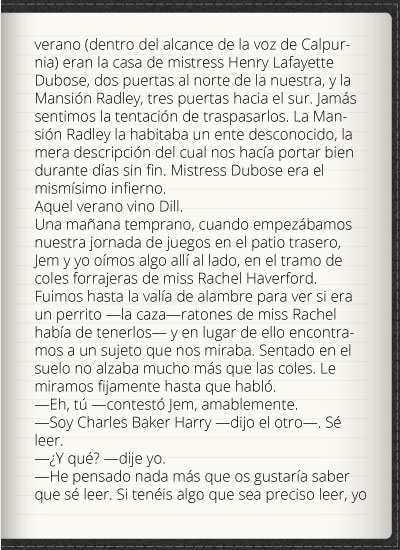 verano (dentro del alcance de la voz de Calpur-
nia) eran la casa de mistress Henry Lafayette
Dubose, dos puertas al norte de la nuestra, y la
Mansión Radley, tres puertas hacia el sur. Jamás
sentimos la tentación de traspasarlos. La Man-
sión Radley la habitaba un ente desconocido, la
mera descripción del cual nos hacía portar bien
durante días sin fin. Mistress Dubose era el
mismísimo infierno.
Aquel verano vino Dill.
Una mañana temprano, cuando empezábamos
nuestra jornada de juegos en el patio trasero,
Jem y yo oímos algo allí al lado, en el tramo de
coles forrajeras de miss Rachel Haverford.
Fuimos hasta la valía de alambre para ver si era
un perrito —la caza—ratones de miss Rachel
había de tenerlos— y en lugar de ello encontra-
mos a un sujeto que nos miraba. Sentado en el
suelo no alzaba mucho más que las coles. Le
miramos fijamente hasta que habló.
—Eh, tú —contestó Jem, amablemente.
—Soy Charles Baker Harry —dijo el otro—. Sé
leer.
—¿Y qué? —dije yo.
—He pensado nada más que os gustaría saber
que sé leer. Si tenéis algo que sea preciso leer, yo